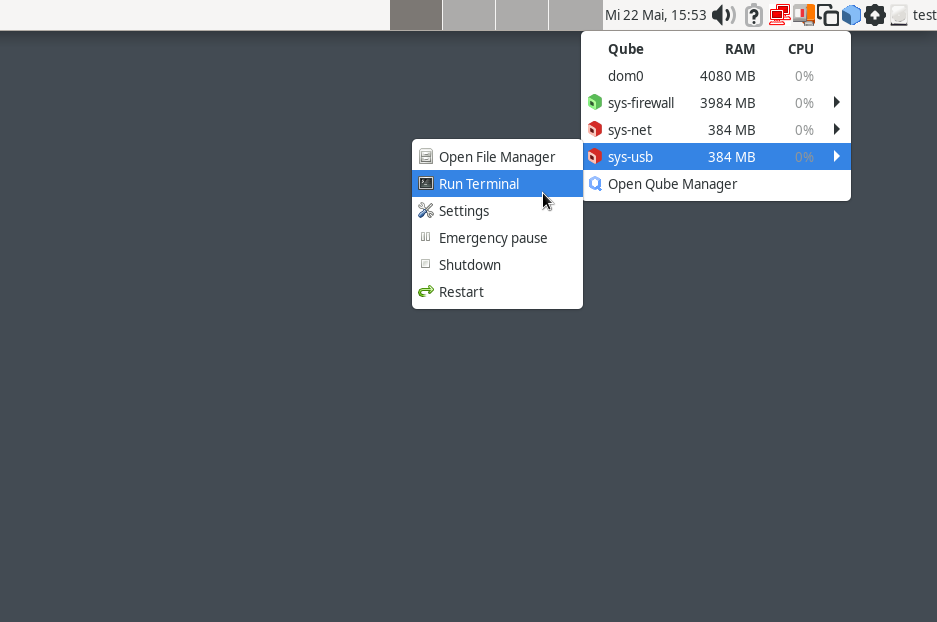 Mi 22 Mai, 15:53 test
Qube RAM CPU
dom0 4080 MB 0%
sys-firewall 3984 MB 0%
sys-net 384 MB 0%
sys-usb 384 MB 0%
Open Qube Manager
Open File Manager
Run Terminal
Settings
Emergency pause
Shutdown
Restart